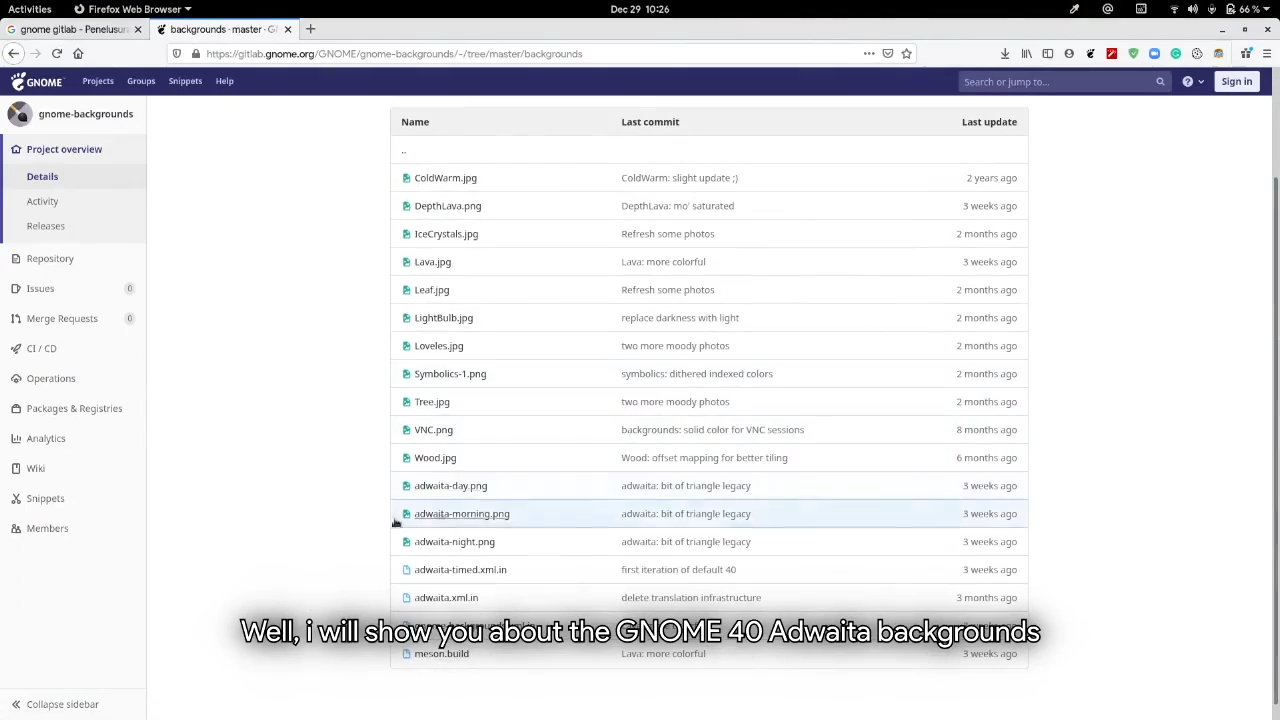 Activities
Firefox Web Browser
Dec 29 10:26
66 %
gnome gitlab - Penelusura
backgrounds · master · GN
https://gitlab.gnome.org/GNOME/gnome-backgrounds/-/tree/master/backgrounds
GNOME
Projects
Groups
Snippets
Help
Search or jump to...
Sign in
gnome-backgrounds
Project overview
Details
Activity
Releases
Repository
Issues 0
Merge Requests 0
CI / CD
Operations
Packages & Registries
Analytics
Wiki
Snippets
Members
Collapse sidebar
Name Last commit Last update
..
ColdWarm.jpg ColdWarm: slight update ;) 2 years ago
DepthLava.png DepthLava: mo' saturated 3 weeks ago
IceCrystals.jpg Refresh some photos 2 months ago
Lava.jpg Lava: more colorful 3 weeks ago
Leaf.jpg Refresh some photos 2 months ago
LightBulb.jpg replace darkness with light 2 months ago
Loveles.jpg two more moody photos 2 months ago
Symbolics-1.png symbolics: dithered indexed colors 2 months ago
Tree.jpg two more moody photos 2 months ago
VNC.png backgrounds: solid color for VNC sessions 8 months ago
Wood.jpg Wood: offset mapping for better tiling 6 months ago
adwaita-day.png adwaita: bit of triangle legacy 3 weeks ago
adwaita-morning.png adwaita: bit of triangle legacy 3 weeks ago
adwaita-night.png adwaita: bit of triangle legacy 3 weeks ago
adwaita-timed.xml.in first iteration of default 40 3 weeks ago
adwaita.xml.in delete translation infrastructure 3 months ago
Well, i will show you about the GNOME 40 Adwaita backgrounds
meson.build Lava: more colorful 3 weeks ago